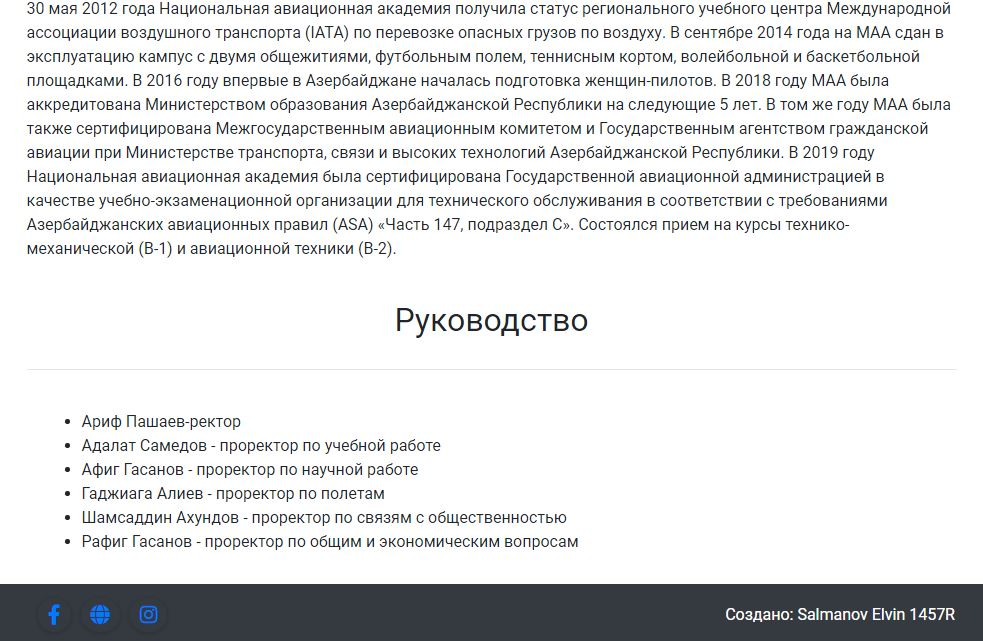 30 мая 2012 года Национальная авиационная академия получила статус регионального учебного центра Международной
ассоциации воздушного транспорта (IATA) по перевозке опасных грузов по воздуху. В сентябре 2014 года на МАА сдан в
эксплуатацию кампус с двумя общежитиями, футбольным полем, теннисным кортом, волейбольной и баскетбольной
площадками. В 2016 году впервые в Азербайджане началась подготовка женщин-пилотов. В 2018 году МАА была
аккредитована Министерством образования Азербайджанской Республики на следующие 5 лет. В том же году МАА была
также сертифицирована Межгосударственным авиационным комитетом и Государственным агентством гражданской
авиации при Министерстве транспорта, связи и высоких технологий Азербайджанской Республики. В 2019 году
Национальная авиационная академия была сертифицирована Государственной авиационной администрацией в
качестве учебно-экзаменационной организации для технического обслуживания в соответствии с требованиями
Азербайджанских авиационных правил (ASA) «Часть 147, подраздел C». Состоялся прием на курсы технико-
механической (B-1) и авиационной техники (B-2).
Руководство
• Ариф Пашаев-ректор
• Адалат Самедов - проректор по учебной работе
• Афиг Гасанов - проректор по научной работе
• Гаджиага Алиев - проректор по полетам
• Шамсаддин Ахундов - проректор по связям с общественностью
• Рафиг Гасанов - проректор по общим и экономическим вопросам
Создано: Salmanov Elvin 1457R